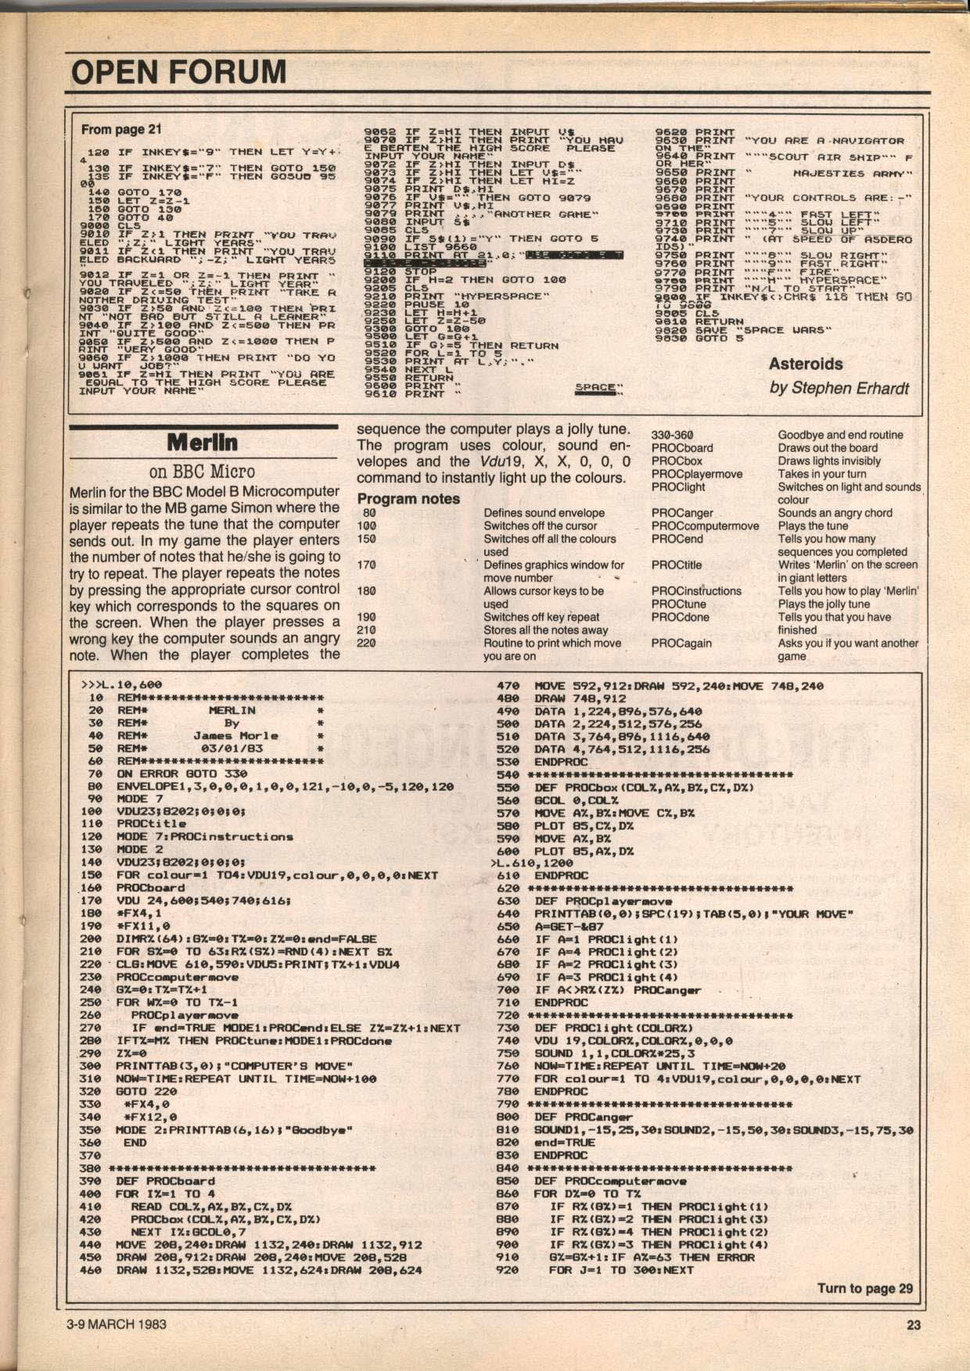 OPEN FORUM
From page 21
120 IF INKEY$="9" THEN LET Y=Y+
4
130 IF INKEY$="7" THEN GOTO 150
135 IF INKEY$="F" THEN GOSUB 95
00
140 GOTO 170
150 LET Z=Z-1
160 GOTO 130
170 GOTO 40
9000 CLS
9010 IF Z>1 THEN PRINT "YOU TRAV
ELED ";Z;" LIGHT YEARS"
9011 IF Z<1 THEN PRINT "YOU TRAV
ELED BACKWARD ";-Z;" LIGHT YEARS
"
9012 IF Z=1 OR Z=-1 THEN PRINT "
YOU TRAVELED ";Z;" LIGHT YEAR"
9020 IF Z<=50 THEN PRINT "TAKE A
NOTHER DRIVING TEST"
9030 IF Z>50 AND Z<=100 THEN PRI
NT "NOT BAD BUT STILL A LEANER"
9040 IF Z>100 AND Z<=500 THEN PR
INT "QUITE GOOD"
9050 IF Z>500 AND Z<=1000 THEN P
RINT "VERY GOOD"
9060 IF Z>1000 THEN PRINT "DO YO
U WANT   JOB?"
9061 IF Z=HI THEN PRINT "YOU ARE
EQUAL TO THE HIGH SCORE PLEASE
INPUT YOUR NAME"
9062 IF Z=HI THEN INPUT V$
9070 IF Z>HI THEN PRINT "YOU HAV
E BEATEN THE HIGH SCORE  PLEASE
INPUT YOUR NAME"
9072 IF Z>HI THEN INPUT D$
9073 IF Z>HI THEN LET V$=""
9074 IF Z>HI THEN LET HI=Z
9075 PRINT D$,HI
9076 IF V$="" THEN GOTO 9079
9077 PRINT V$,HI
9079 PRINT ,,,,"ANOTHER GAME"
9080 INPUT S$
9085 CLS
9090 IF S$(1)="Y" THEN GOTO 5
9100 LIST 9660
9110 PRINT AT 21,0;"
9120 STOP
9200 IF H=2 THEN GOTO 100
9205 CLS
9210 PRINT "HYPERSPACE"
9220 PAUSE 10
9230 LET H=H+1
9240 LET Z=Z-50
9300 GOTO 100
9500 LET G=G+1
9510 IF G>=5 THEN RETURN
9520 FOR L=1 TO 5
9530 PRINT AT L,Y;"."
9540 NEXT L
9550 RETURN
9600 PRINT "
9610 PRINT " SPACE"
9620 PRINT
9630 PRINT "YOU ARE A NAVIGATOR
ON THE"
9640 PRINT """"SCOUT AIR SHIP"" F
OR HER"
9650 PRINT " MAJESTIES ARMY"
9660 PRINT
9670 PRINT
9680 PRINT "YOUR CONTROLS ARE:-"
9690 PRINT
9700 PRINT """"4"" FAST LEFT"
9710 PRINT """"5"" SLOW LEFT"
9730 PRINT """"7"" SLOW UP"
9740 PRINT " (AT SPEED OF ASDERO
IDS)"
9750 PRINT """"8"" SLOW RIGHT"
9760 PRINT """"9"" FAST RIGHT"
9770 PRINT """"F"" FIRE"
9780 PRINT """"H"" HYPERSPACE"
9790 PRINT "N/L TO START"
9800 IF INKEY$<>CHR$ 118 THEN GO
TO 9800
9805 CLS
9810 RETURN
9820 SAVE "SPACE WARS"
9830 GOTO 5
Asteroids
by Stephen Erhardt
Merlin
on BBC Micro
Merlin for the BBC Model B Microcomputer
is similar to the MB game Simon where the
player repeats the tune that the computer
sends out. In my game the player enters
the number of notes that he/she is going to
try to repeat. The player repeats the notes
by pressing the appropriate cursor control
key which corresponds to the squares on
the screen. When the player presses a
wrong key the computer sounds an angry
note. When the player completes the
sequence the computer plays a jolly tune.
The program uses colour, sound en-
velopes and the Vdu19, X, X, 0, 0, 0
command to instantly light up the colours.
Program notes
80 Defines sound envelope
100 Switches off the cursor
150 Switches off all the colours
used
170 Defines graphics window for
move number
180 Allows cursor keys to be
used
190 Switches off key repeat
210 Stores all the notes away
220 Routine to print which move
you are on
330-360 Goodbye and end routine
PROCboard Draws out the board
PROCbox Draws lights invisibly
PROCplayermove Takes in your turn
PROClight Switches on light and sounds
colour
PROCanger Sounds an angry chord
PROCcomputermove Plays the tune
PROCend Tells you how many
sequences you completed
PROCtitle Writes 'Merlin' on the screen
in giant letters
PROCinstructions Tells you how to play 'Merlin'
PROCtune Plays the jolly tune
PROCdone Tells you that you have
finished
PROCagain Asks you if you want another
game
>>>L.10,600
10 REM************************
20 REM* MERLIN *
30 REM* By *
40 REM* James Morle *
50 REM* 03/01/83 *
60 REM************************
70 ON ERROR GOTO 330
80 ENVELOPE1,3,0,0,0,1,0,0,121,-10,0,-5,120,120
90 MODE 7
100 VDU23;8202;0;0;0;
110 PROCtitle
120 MODE 7:PROCinstructions
130 MODE 2
140 VDU23;8202;0;0;0;
150 FOR colour=1 TO4:VDU19,colour,0,0,0,0:NEXT
160 PROCboard
170 VDU 24,600;540;740;616;
180 *FX4,1
190 *FX11,0
200 DIMR%(64):G%=0:T%=0:Z%=0:end=FALSE
210 FOR S%=0 TO 63:R%(S%)=RND(4):NEXT S%
220 CLG:MOVE 610,590:VDU5:PRINT;T%+1:VDU4
230 PROCcomputermove
240 G%=0:T%=T%+1
250 FOR W%=0 TO T%-1
260 PROCplayermove
270 IF end=TRUE MODE1:PROCend:ELSE Z%=Z%+1:NEXT
280 IFT%=M% THEN PROCtune:MODE1:PROCdone
290 Z%=0
300 PRINTTAB(3,0);"COMPUTER'S MOVE"
310 NOW=TIME:REPEAT UNTIL TIME=NOW+100
320 GOTO 220
330 *FX4,0
340 *FX12,0
350 MODE 2:PRINTTAB(6,16);"Goodbye"
360 END
370
380 **********************************
390 DEF PROCboard
400 FOR I%=1 TO 4
410 READ COL%,A%,B%,C%,D%
420 PROCbox(COL%,A%,B%,C%,D%)
430 NEXT I%:GCOL0,7
440 MOVE 208,240:DRAW 1132,240:DRAW 1132,912
450 DRAW 208,912:DRAW 208,240:MOVE 208,528
460 DRAW 1132,528:MOVE 1132,624:DRAW 208,624
470 MOVE 592,912:DRAW 592,240:MOVE 748,240
480 DRAW 748,912
490 DATA 1,224,896,576,640
500 DATA 2,224,512,576,256
510 DATA 3,764,896,1116,640
520 DATA 4,764,512,1116,256
530 ENDPROC
540 **********************************
550 DEF PROCbox(COL%,A%,B%,C%,D%)
560 GCOL 0,COL%
570 MOVE A%,B%:MOVE C%,B%
580 PLOT 85,C%,D%
590 MOVE A%,B%
600 PLOT 85,A%,D%
>L.610,1200
610 ENDPROC
620 **********************************
630 DEF PROCplayermove
640 PRINTTAB(0,0);SPC(19);TAB(5,0);"YOUR MOVE"
650 A=GET-&87
660 IF A=1 PROClight(1)
670 IF A=4 PROClight(2)
680 IF A=2 PROClight(3)
690 IF A=3 PROClight(4)
700 IF A<>R%(Z%) PROCanger
710 ENDPROC
720 **********************************
730 DEF PROClight(COLOR%)
740 VDU 19,COLOR%,COLOR%,0,0,0
750 SOUND 1,1,COLOR%*25,3
760 NOW=TIME:REPEAT UNTIL TIME=NOW+20
770 FOR colour=1 TO 4:VDU19,colour,0,0,0,0:NEXT
780 ENDPROC
790 **********************************
800 DEF PROCanger
810 SOUND1,-15,25,30:SOUND2,-15,50,30:SOUND3,-15,75,30
820 end=TRUE
830 ENDPROC
840 **********************************
850 DEF PROCcomputermove
860 FOR D%=0 TO T%
870 IF R%(G%)=1 THEN PROClight(1)
880 IF R%(G%)=2 THEN PROClight(3)
890 IF R%(G%)=4 THEN PROClight(2)
900 IF R%(G%)=3 THEN PROClight(4)
910 G%=G%+1:IF A%=63 THEN ERROR
920 FOR J=1 TO 300:NEXT
Turn to page 29
3-9 MARCH 1983
23